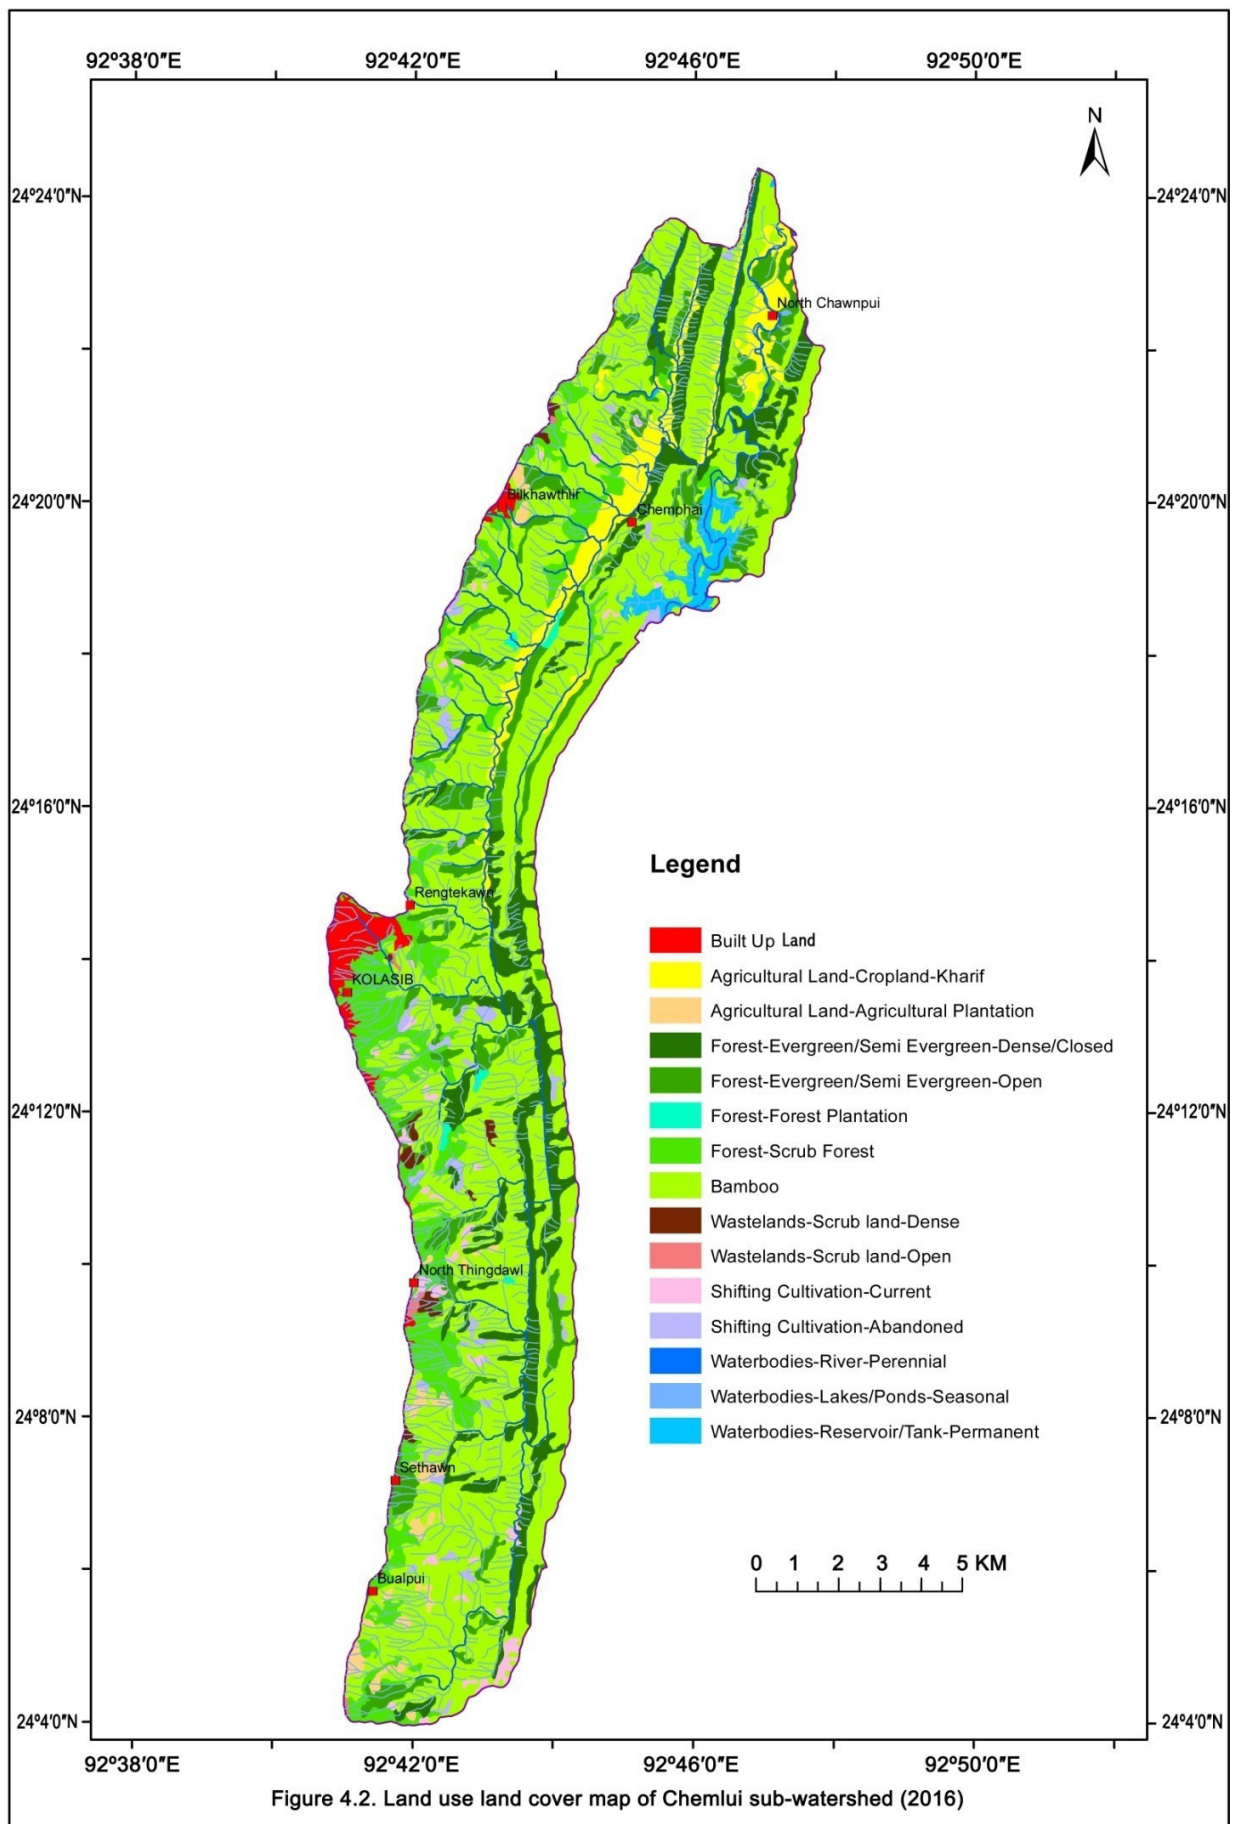 92°38'0"E 92°42'0"E 92°46'0"E 92°50'0"E
N
24°24'0"N 24°24'0"N
North Chawnpui
24°20'0"N Bilkhawthlir 24°20'0"N
Chemphai
24°16'0"N 24°16'0"N
Legend
Rengtekawn
Built Up Land
KOLASIB Agricultural Land-Cropland-Kharif
Agricultural Land-Agricultural Plantation
Forest-Evergreen/Semi Evergreen-Dense/Closed
Forest-Evergreen/Semi Evergreen-Open
24°12'0"N Forest-Forest Plantation 24°12'0"N
Forest-Scrub Forest
Bamboo
Wastelands-Scrub land-Dense
Wastelands-Scrub land-Open
North Thingdawl
Shifting Cultivation-Current
Shifting Cultivation-Abandoned
Waterbodies-River-Perennial
Waterbodies-Lakes/Ponds-Seasonal
24°8'0"N 24°8'0"N
Waterbodies-Reservoir/Tank-Permanent
Sethawn
0 1 2 3 4 5 KM
Bualpui
24°4'0"N 24°4'0"N
92°38'0"E 92°42'0"E 92°46'0"E 92°50'0"E
Figure 4.2. Land use land cover map of Chemlui sub-watershed (2016)